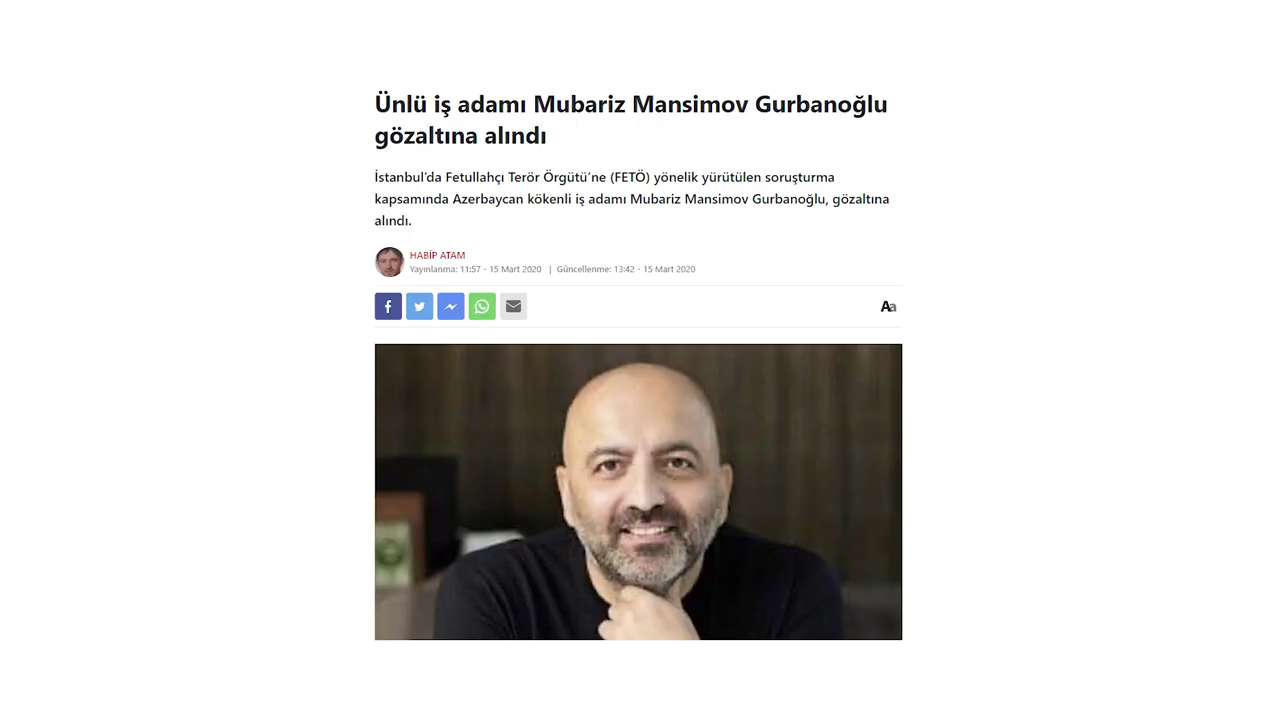 Ünlü iş adamı Mubariz Mansimov Gurbanoğlu
gözaltına alındı
İstanbul’da Fetullahçı Terör Örgütü’ne (FETÖ) yönelik yürütülen soruşturma
kapsamında Azerbaycan kökenli iş adamı Mubariz Mansimov Gurbanoğlu, gözaltına
alındı.
HABİP ATAM
Yayınlanma: 11:57 - 15 Mart 2020 | Güncellenme: 13:42 - 15 Mart 2020
Aa